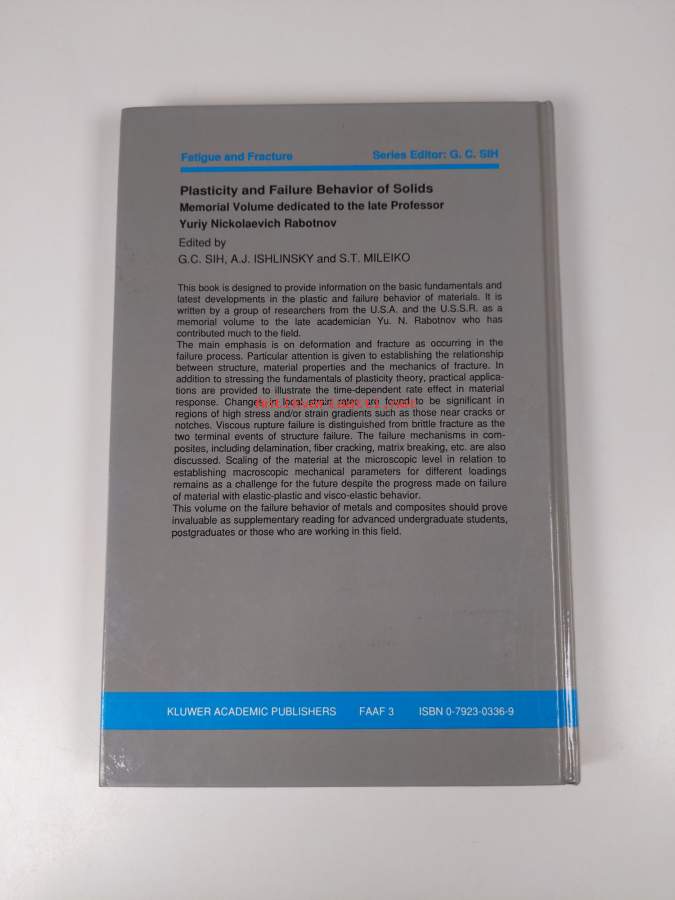 Fatigue and Fracture Series Editor: G. C. SIH
Plasticity and Failure Behavior of Solids
Memorial Volume dedicated to the late Professor
Yuriy Nickolaevich Rabotnov
Edited by
G.C. SIH, A.J. ISHLINSKY and S.T. MILEIKO
This book is designed to provide information on the basic fundamentals and
latest developments in the plastic and failure behavior of materials. It is
written by a group of researchers from the U.S.A. and the U.S.S.R. as a
memorial volume to the late academician Yu. N. Rabotnov who has
contributed much to the field.
The main emphasis is on deformation and fracture as occurring in the
failure process. Particular attention is given to establishing the relationship
between structure, material properties and the mechanics of fracture. In
addition to stressing the fundamentals of plasticity theory, practical applica-
tions are provided to illustrate the time-dependent rate effect in material
response. Changes in local strain rates are found to be significant in
regions of high stress and/or strain gradients such as those near cracks or
notches. Viscous rupture failure is distinguished from brittle fracture as the
two terminal events of structure failure. The failure mechanisms in com-
posites, including delamination, fiber cracking, matrix breaking, etc. are also
discussed. Scaling of the material at the microscopic level in relation to
establishing macroscopic mechanical parameters for different loadings
remains as a challenge for the future despite the progress made on failure
of material with elastic-plastic and visco-elastic behavior.
This volume on the failure behavior of metals and composites should prove
invaluable as supplementary reading for advanced undergraduate students,
postgraduates or those who are working in this field.
KLUWER ACADEMIC PUBLISHERS FAAF 3 ISBN 0-7923-0336-9